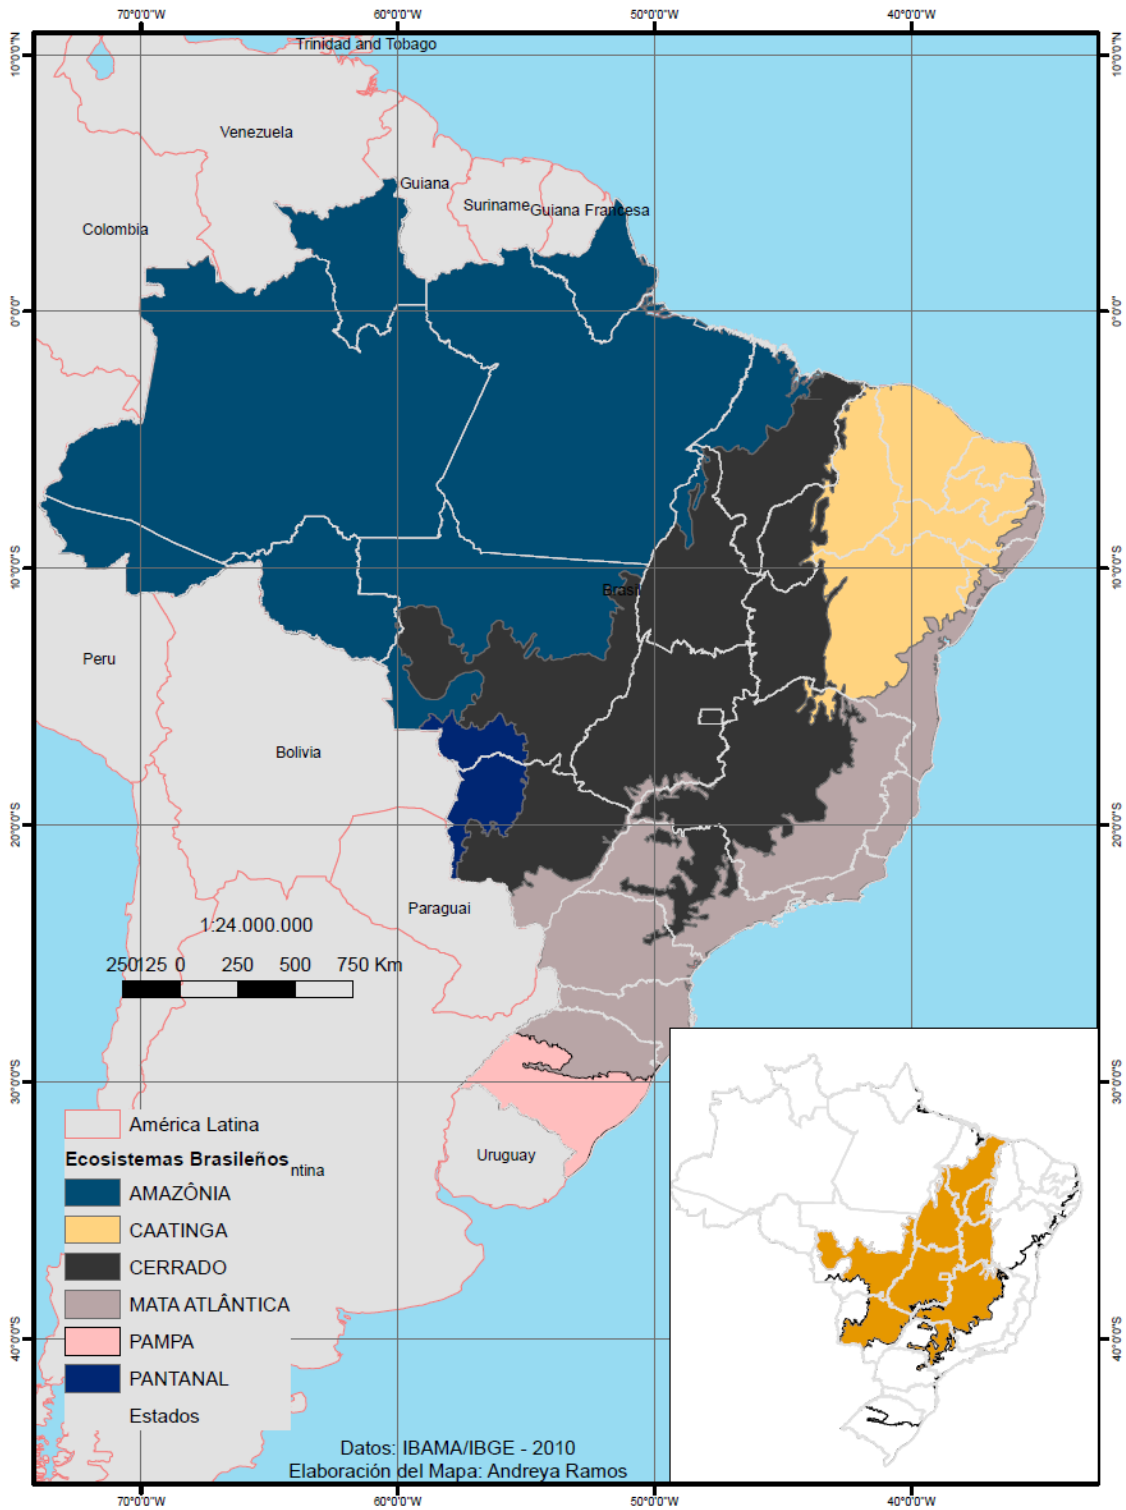 70°0'0"W 60°0'0"W 50°0'0"W 40°0'0"W
10°0'0"N
10°0'0"N
Trinidad and Tobago
Venezuela
Guiana
Suriname
Guiana Francesa
Colombia
0°0'0"
0°0'0"
10°0'0"S
10°0'0"S
Brasil
Peru
Bolivia
20°0'0"S
20°0'0"S
Paraguai
1:24.000.000
250 125 0 250 500 750 Km
30°0'0"S
30°0'0"S
América Latina
Ecosistemas Brasileños
ntina
Uruguay
AMAZÔNIA
CAATINGA
CERRADO
MATA ATLÂNTICA
PAMPA
40°0'0"S
40°0'0"S
PANTANAL
Estados
Datos: IBAMA/IBGE - 2010
Elaboración del Mapa: Andreya Ramos
70°0'0"W 60°0'0"W 50°0'0"W 40°0'0"W